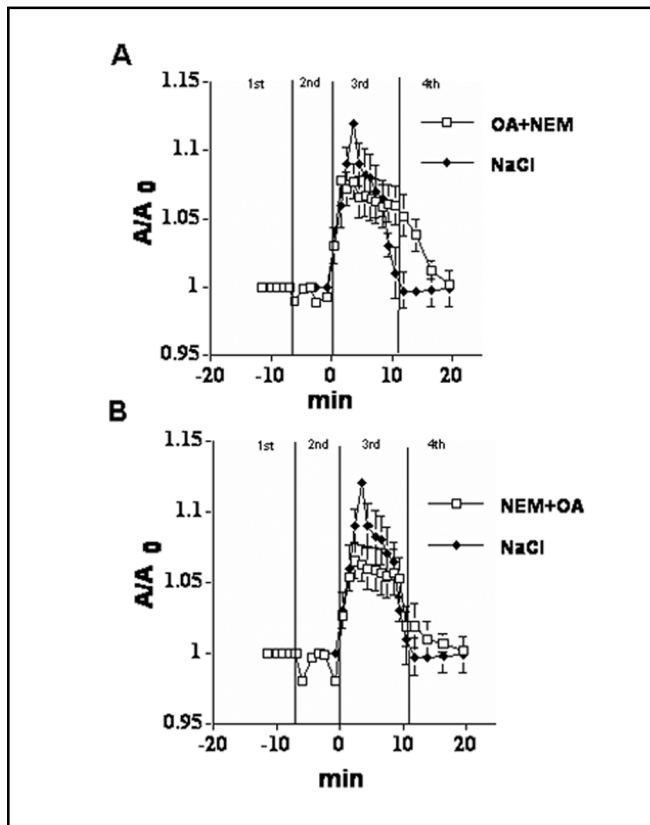 A
1.15
1st
2nd
3rd
4th
OA+NEM
NaCl
1.1
A/A 0
1.05
1
0.95
-20
-10
0
10
20
min
B
1.15
1st
2nd
3rd
4th
NEM+OA
NaCl
1.1
A/A 0
1.05
1
0.95
-20
-10
0
10
20
min